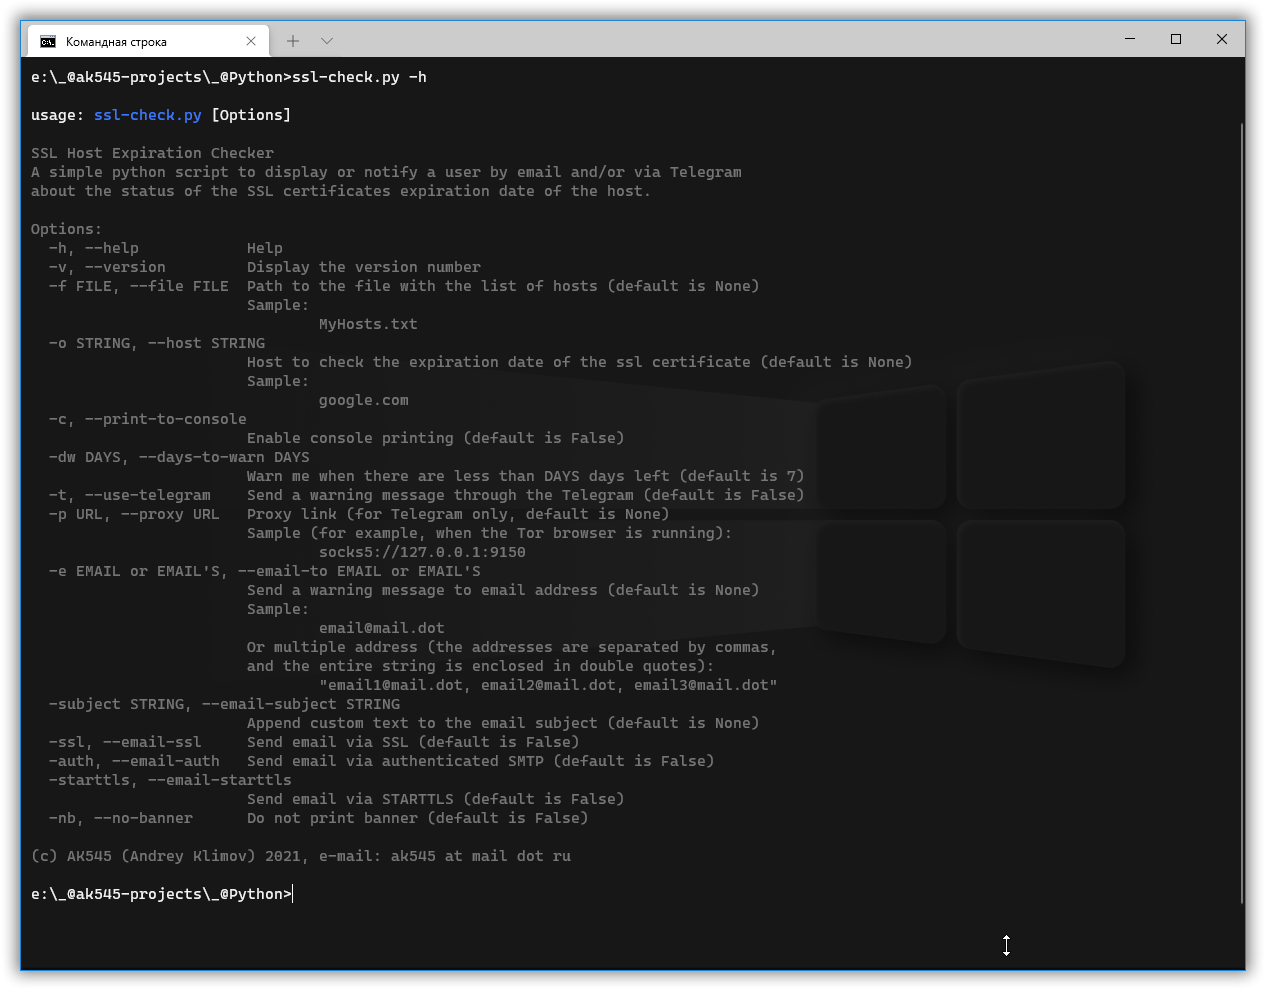 Командная строка
e:\_@ak545-projects\_@Python>ssl-check.py -h
usage: ssl-check.py [Options]
SSL Host Expiration Checker
A simple python script to display or notify a user by email and/or via Telegram
about the status of the SSL certificates expiration date of the host.
Options:
-h, --help Help
-v, --version Display the version number
-f FILE, --file FILE Path to the file with the list of hosts (default is None)
Sample:
MyHosts.txt
-o STRING, --host STRING
Host to check the expiration date of the ssl certificate (default is None)
Sample:
google.com
-c, --print-to-console
Enable console printing (default is False)
-dw DAYS, --days-to-warn DAYS
Warn me when there are less than DAYS days left (default is 7)
-t, --use-telegram Send a warning message through the Telegram (default is False)
-p URL, --proxy URL Proxy link (for Telegram only, default is None)
Sample (for example, when the Tor browser is running):
socks5://127.0.0.1:9150
-e EMAIL or EMAIL'S, --email-to EMAIL or EMAIL'S
Send a warning message to email address (default is None)
Sample:
email@mail.dot
Or multiple address (the addresses are separated by commas,
and the entire string is enclosed in double quotes):
"email1@mail.dot, email2@mail.dot, email3@mail.dot"
-subject STRING, --email-subject STRING
Append custom text to the email subject (default is None)
-ssl, --email-ssl Send email via SSL (default is False)
-auth, --email-auth Send email via authenticated SMTP (default is False)
-starttls, --email-starttls
Send email via STARTTLS (default is False)
-nb, --no-banner Do not print banner (default is False)
(c) AK545 (Andrey Klimov) 2021, e-mail: ak545 at mail dot ru
e:\_@ak545-projects\_@Python>